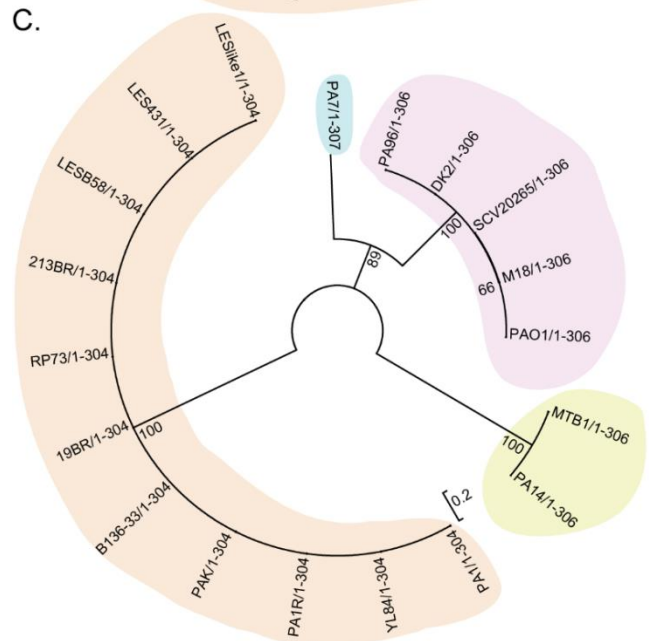 C.
LESlike1/1-304
LES431/1-304
LESB58/1-304
213BR/1-304
RP73/1-304
19BR/1-304
B136-33/1-304
PAK/1-304
PA1R/1-304
YL84/1-304
PA1/1-304
100
PA7/1-307
89
PA96/1-306
DK2/1-306
SCV20265/1-306
M18/1-306
PAO1/1-306
100
66
MTB1/1-306
PA14/1-306
100
0.2